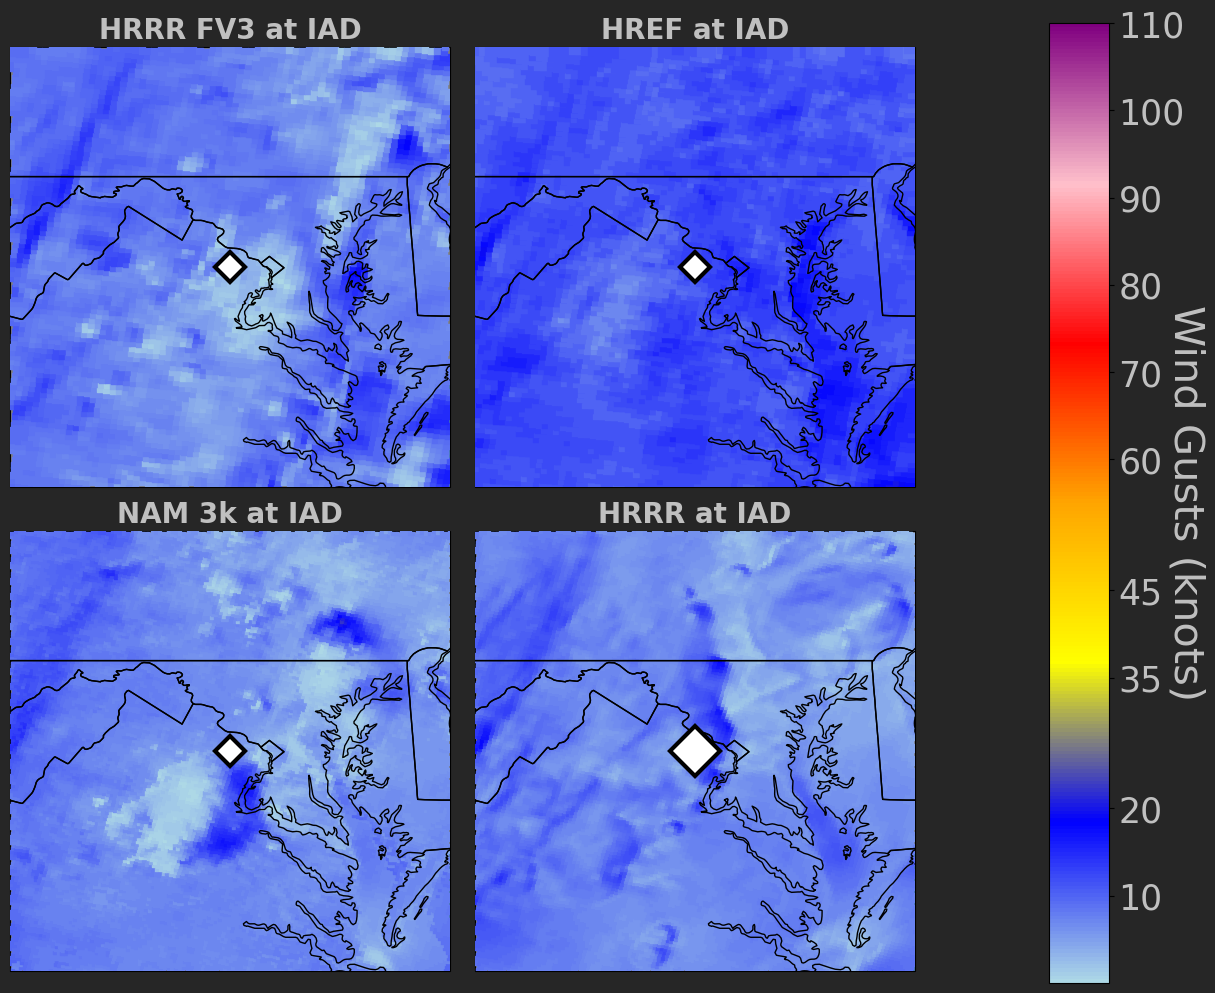 HRRR FV3 at IAD
HREF at IAD
NAM 3k at IAD
HRRR at IAD
110
100
90
80
70
60
45
35
20
10
Wind Gusts (knots)